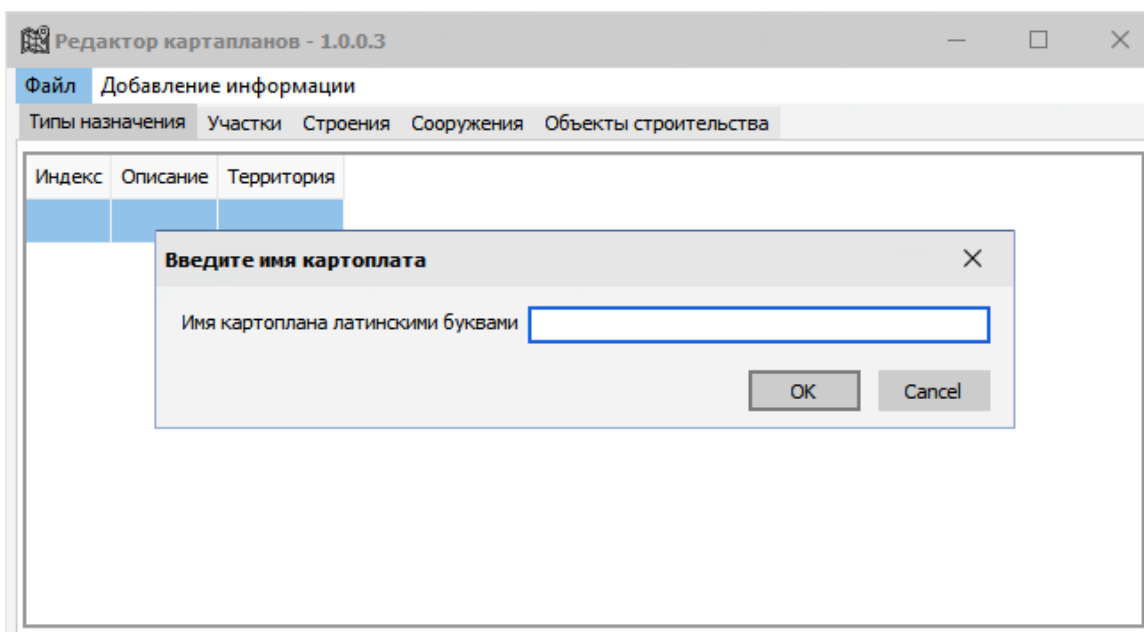 Редактор картапланов - 1.0.0.3
Файл Добавление информации
Типы назначения Участки Строения Сооружения Объекты строительства
Индекс Описание Территория
Введите имя картоплата
Имя картоплана латинскими буквами
OK Cancel